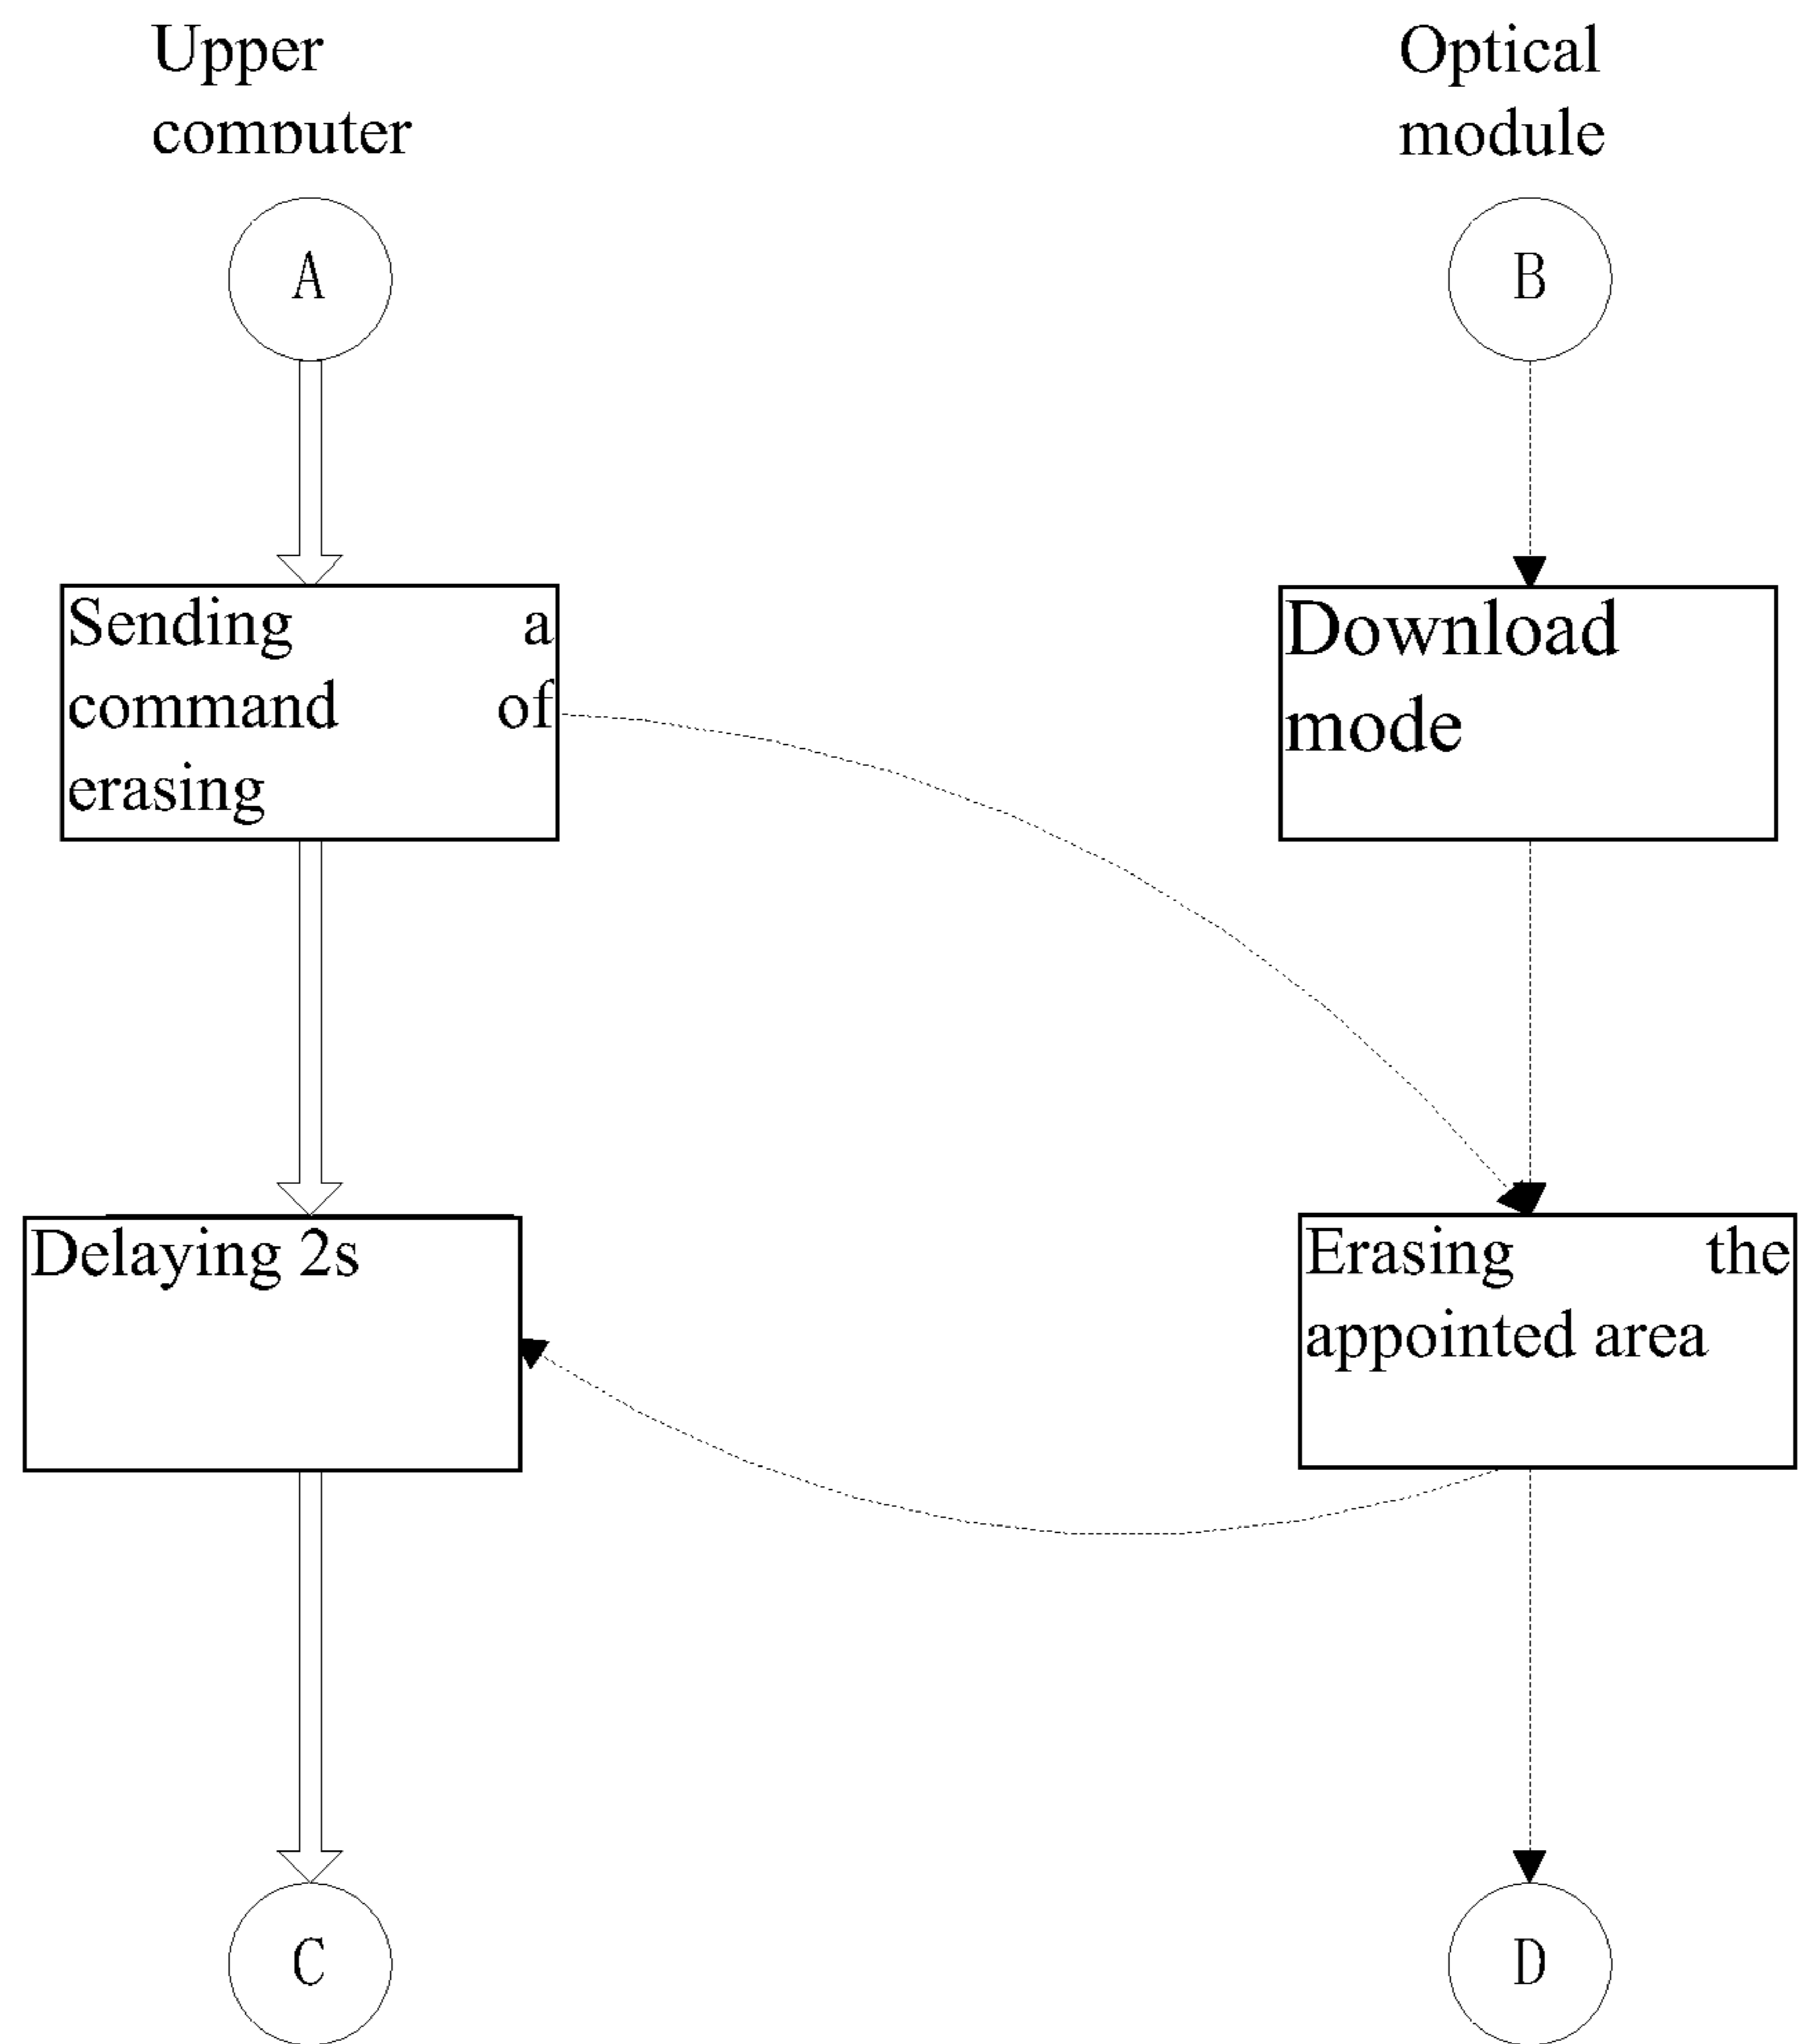 Upper
computer
Optical
module
A
B
Sending a
command of
erasing
Download
mode
Delaying 2s
Erasing the
appointed area
C
D